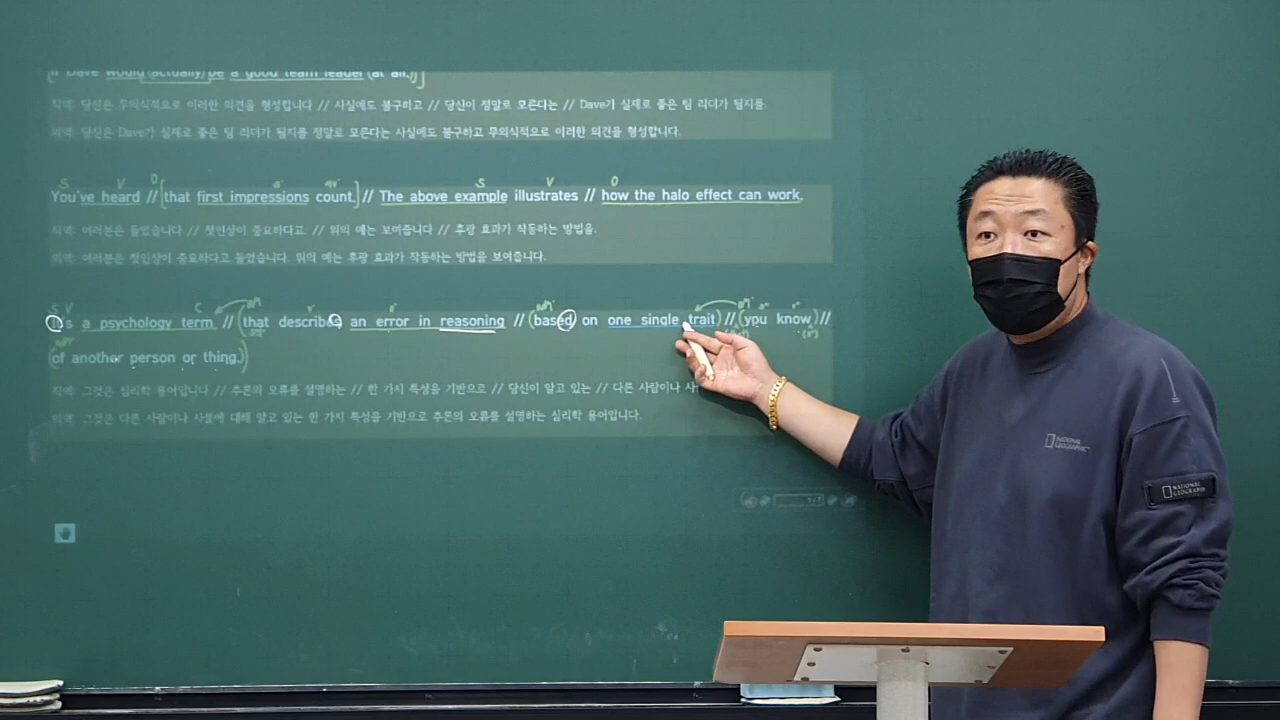 if Dave would (actually) be a good team leader (at all.)]
직역: 당신은 무의식적으로 이러한 의견을 형성합니다 // 사실에도 불구하고 // 당신이 정말로 모른다는 // Dave가 실제로 좋은 팀 리더가 될지를.
의역: 당신은 Dave가 실제로 좋은 팀 리더가 될지를 정말로 모른다는 사실에도 불구하고 무의식적으로 이러한 의견을 형성합니다.
S V O S V O
You've heard // [that first impressions count.] // The above example illustrates // how the halo effect can work.
직역: 여러분은 들었습니다 // 첫인상이 중요하다고. // 위의 예는 보여줍니다 // 후광 효과가 작동하는 방법을.
의역: 여러분은 첫인상이 중요하다고 들었습니다. 위의 예는 후광 효과가 작동하는 방법을 보여줍니다.
S V C
It's a psychology term // (that describes an error in reasoning // (based on one single trait) // (you know) //
of another person or thing.)
직역: 그것은 심리학 용어입니다 // 추론의 오류를 설명하는 // 한 가지 특성을 기반으로 // 당신이 알고 있는 // 다른 사람이나
의역: 그것은 다른 사람이나 사물에 대해 알고 있는 한 가지 특성을 기반으로 추론의 오류를 설명하는 심리학 용어입니다.
NATIONAL GEOGRAPHIC
NATIONAL GEOGRAPHIC